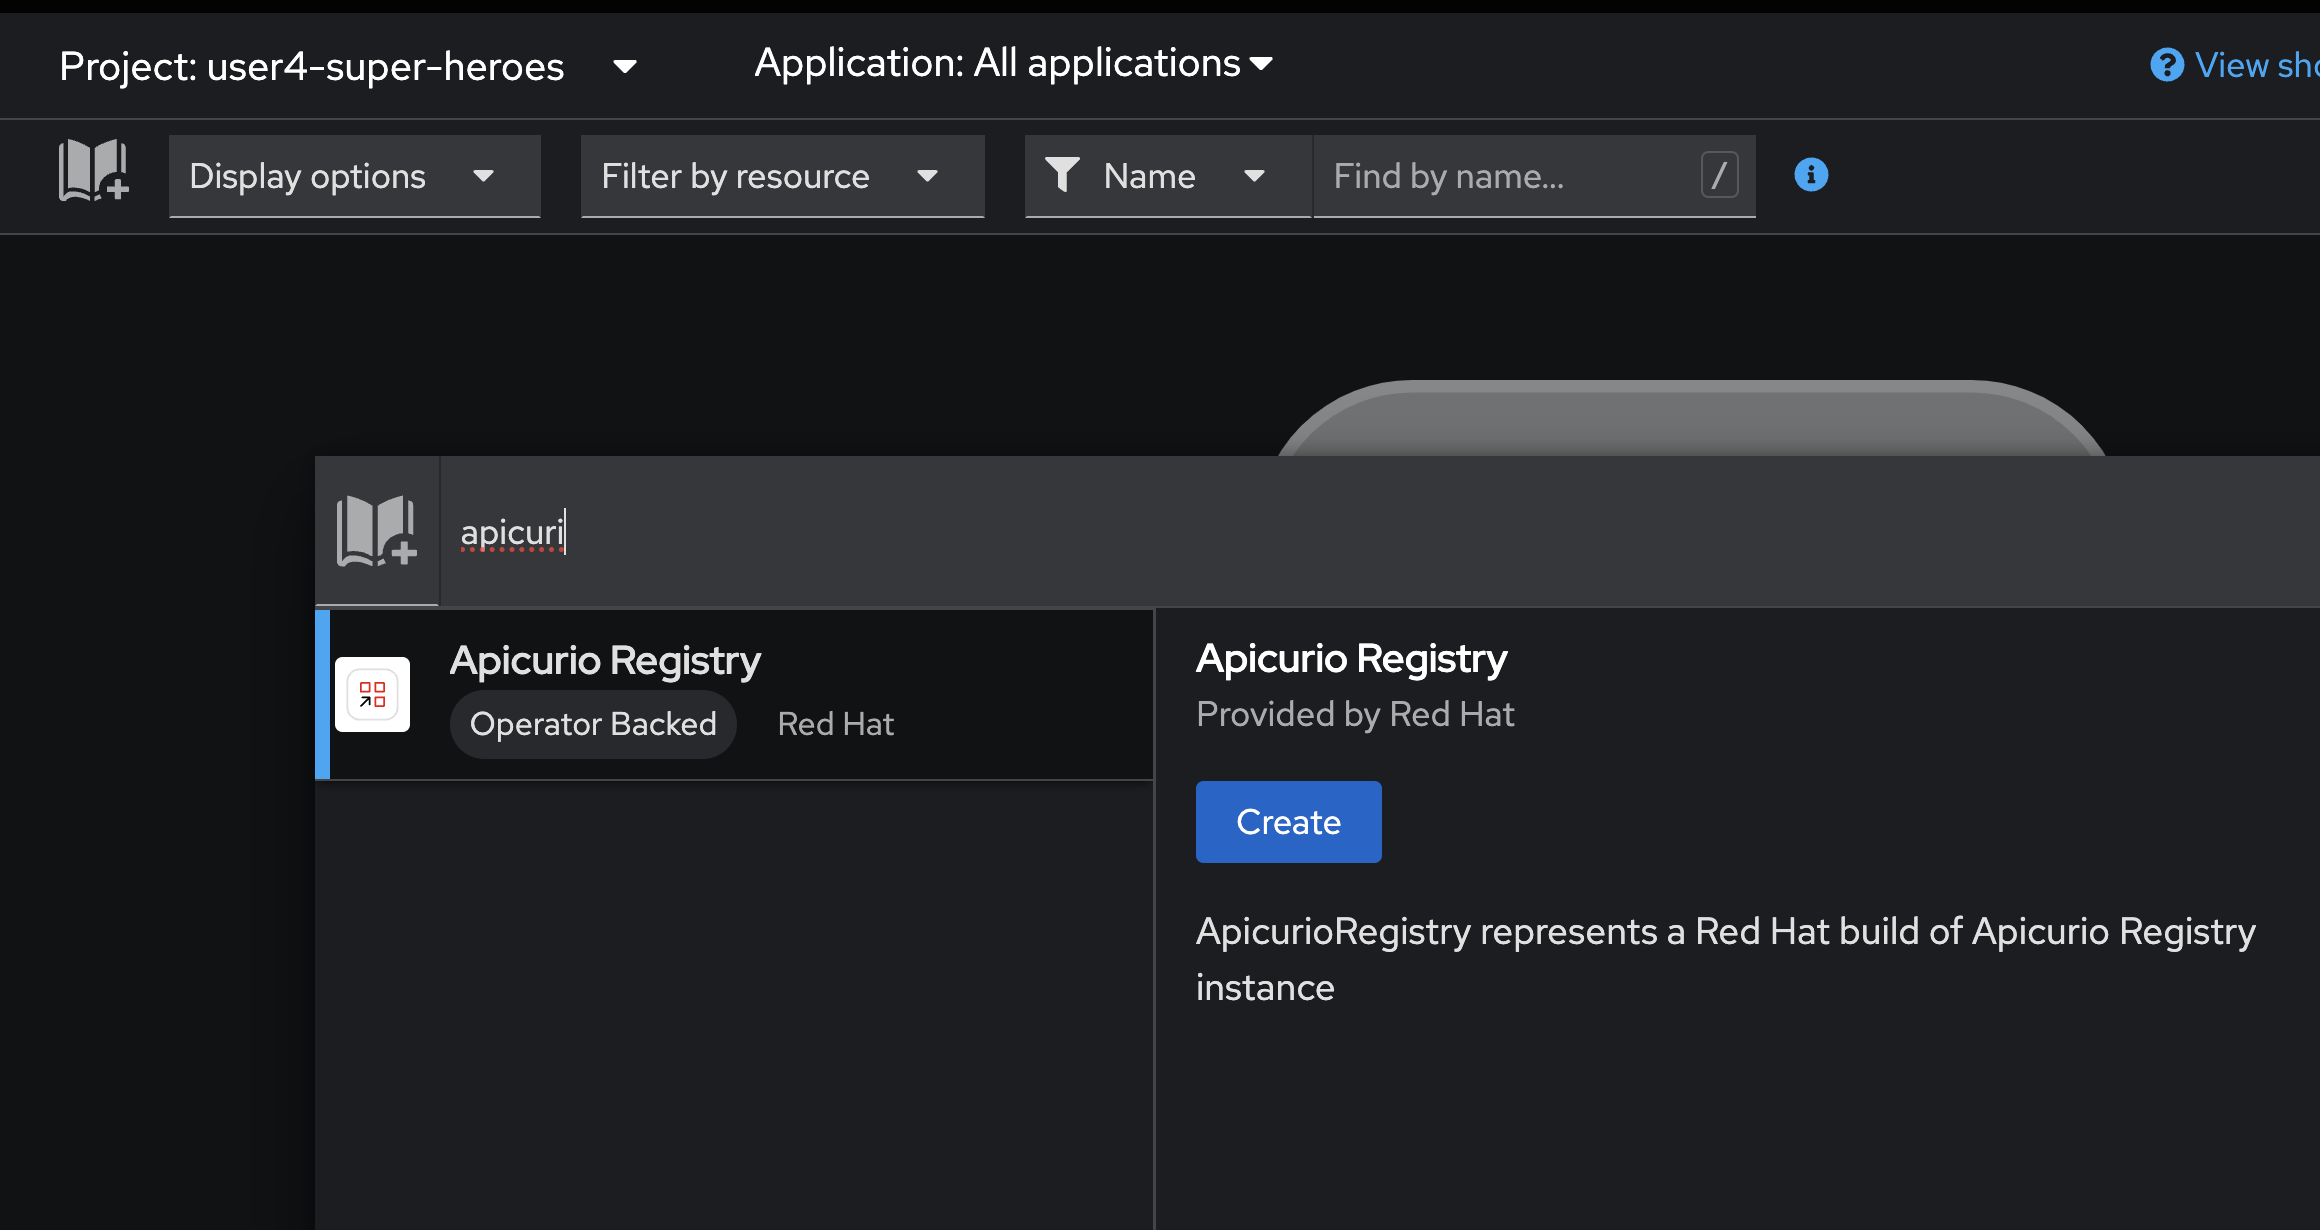 Project: user4-super-heroes
Application: All applications
View sho
Display options
Filter by resource
Name
Find by name...
/
apicuri
Apicurio Registry
Operator Backed
Red Hat
Apicurio Registry
Provided by Red Hat
Create
ApicurioRegistry represents a Red Hat build of Apicurio Registry
instance